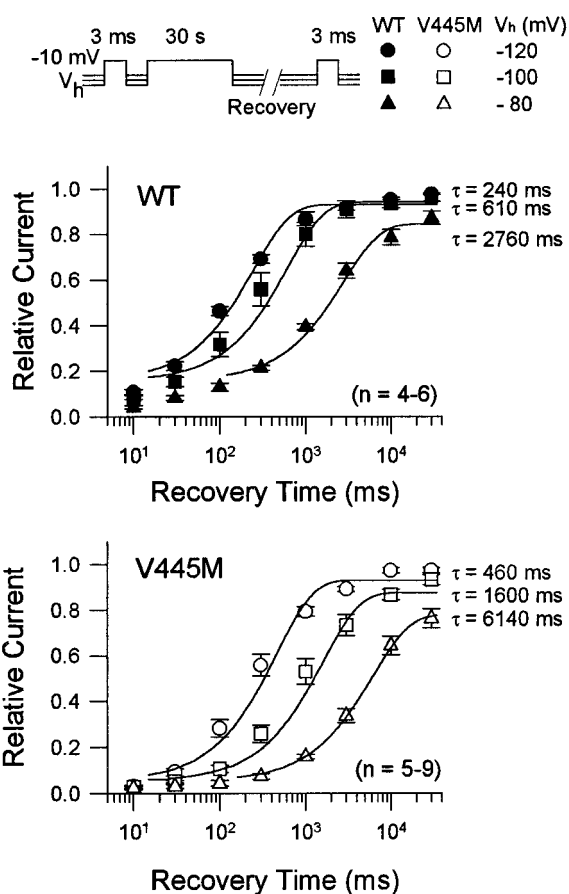 WT V445M Vh (mV)
3 ms 30 s 3 ms
-10 mV
Vh
Recovery
-120
-100
- 80
WT
Relative Current
1.0
0.8
0.6
0.4
0.2
0.0
τ = 240 ms
τ = 610 ms
τ = 2760 ms
(n = 4-6)
10¹ 10² 10³ 10⁴
Recovery Time (ms)
V445M
Relative Current
1.0
0.8
0.6
0.4
0.2
0.0
τ = 460 ms
τ = 1600 ms
τ = 6140 ms
(n = 5-9)
10¹ 10² 10³ 10⁴
Recovery Time (ms)